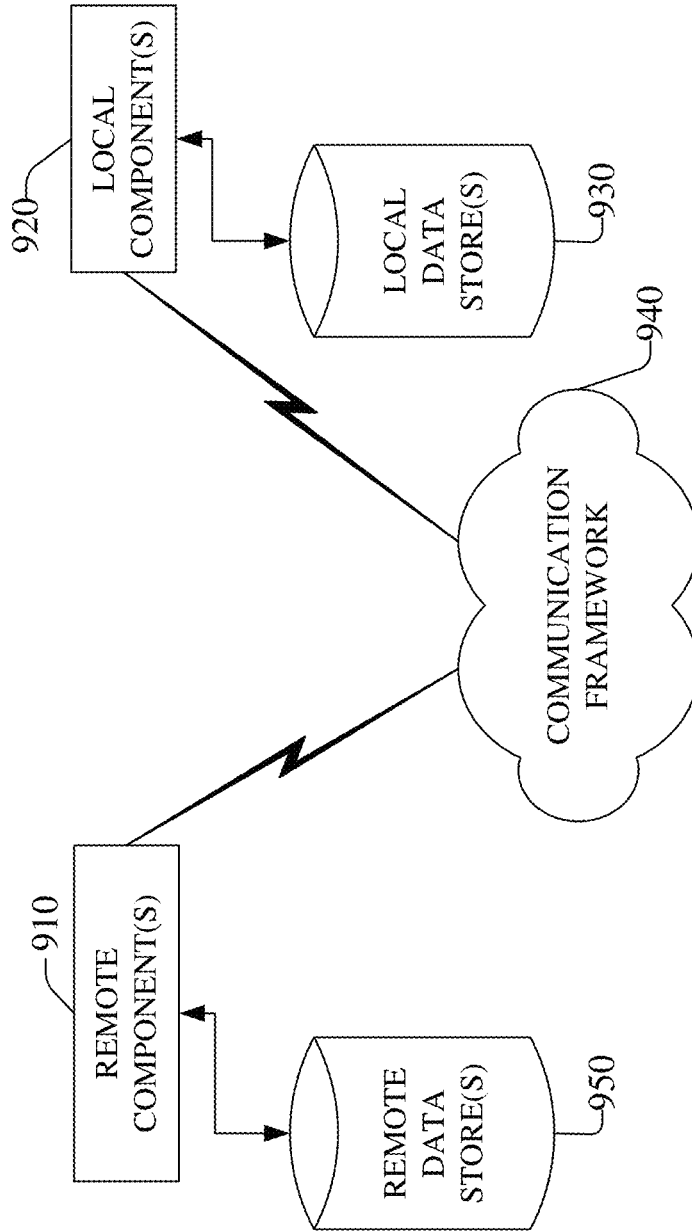 910
REMOTE
COMPONENT(S)
920
LOCAL
COMPONENT(S)
REMOTE
DATA
STORE(S)
950
LOCAL
DATA
STORE(S)
930
COMMUNICATION
FRAMEWORK
940